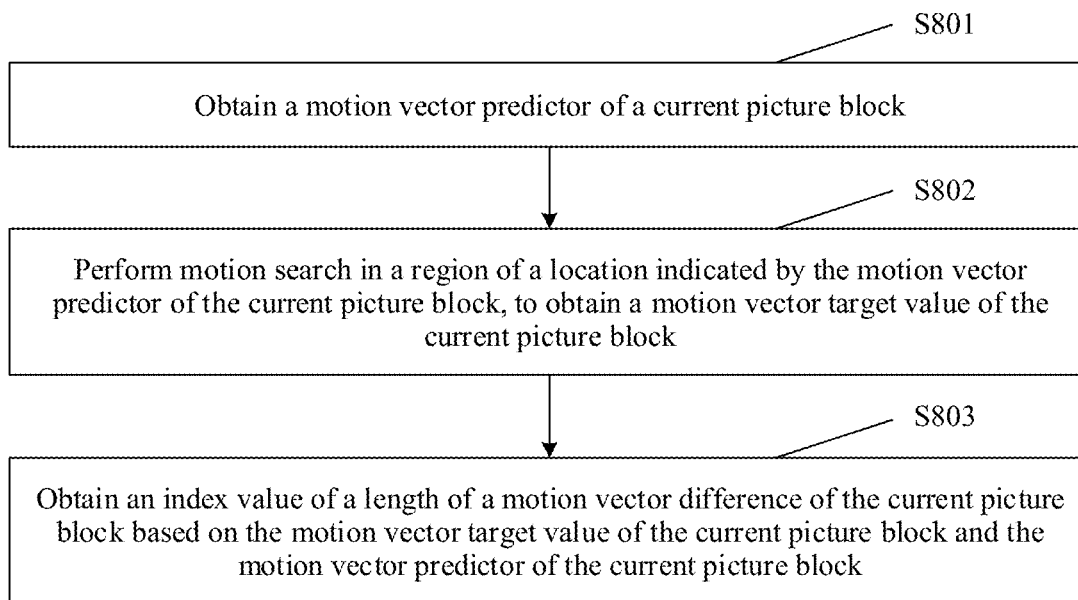 S801
Obtain a motion vector predictor of a current picture block
S802
Perform motion search in a region of a location indicated by the motion vector
predictor of the current picture block, to obtain a motion vector target value of the
current picture block
S803
Obtain an index value of a length of a motion vector difference of the current picture
block based on the motion vector target value of the current picture block and the
motion vector predictor of the current picture block